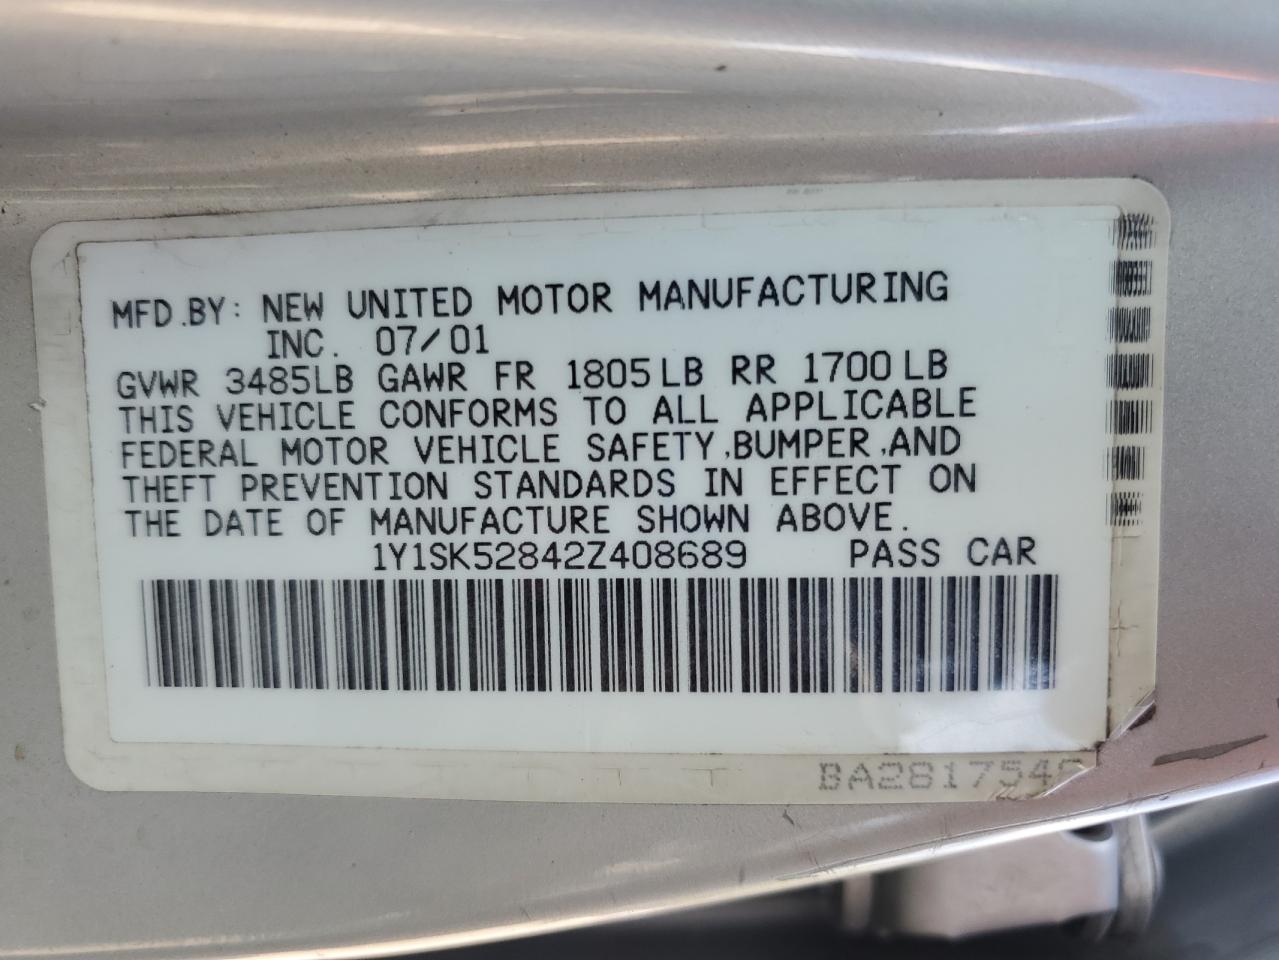 MFD.BY: NEW UNITED MOTOR MANUFACTURING
INC. 07/01
GVWR 3485LB GAWR FR 1805LB RR 1700LB
THIS VEHICLE CONFORMS TO ALL APPLICABLE
FEDERAL MOTOR VEHICLE SAFETY,BUMPER,AND
THEFT PREVENTION STANDARDS IN EFFECT ON
THE DATE OF MANUFACTURE SHOWN ABOVE.
1Y1SK52842Z408689 PASS CAR